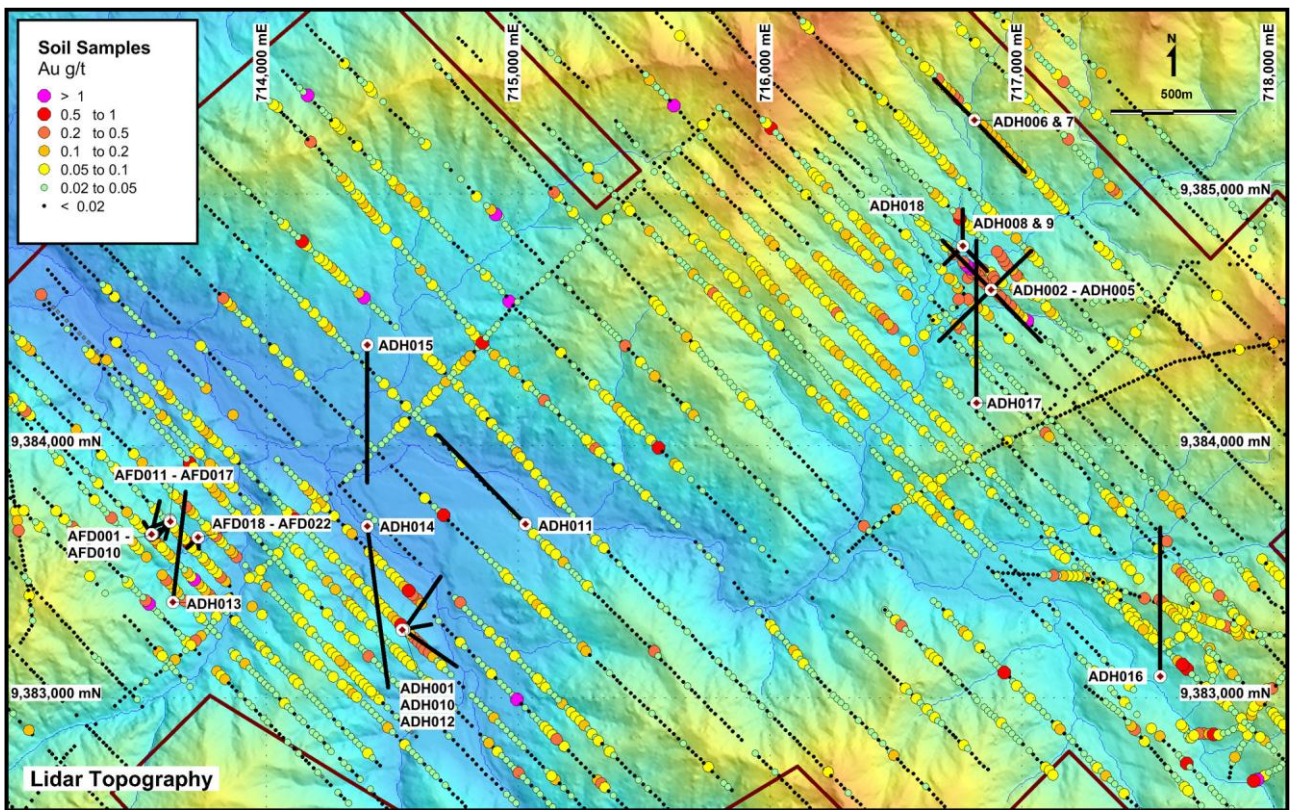 Soil Samples
Au g/t
> 1
0.5 to 1
0.2 to 0.5
0.1 to 0.2
0.05 to 0.1
0.02 to 0.05
< 0.02
714,000 mE
715,000 mE
716,000 mE
717,000 mE
718,000 mE
N
500m
ADH006 & 7
9,385,000 mN
ADH018
ADH008 & 9
ADH002 - ADH005
ADH015
ADH017
9,384,000 mN
9,384,000 mN
AFD011 - AFD017
AFD018 - AFD022
AFD001 -
AFD010
ADH014
ADH011
ADH013
ADH016
ADH001
ADH010
ADH012
9,383,000 mN
9,383,000 mN
Lidar Topography